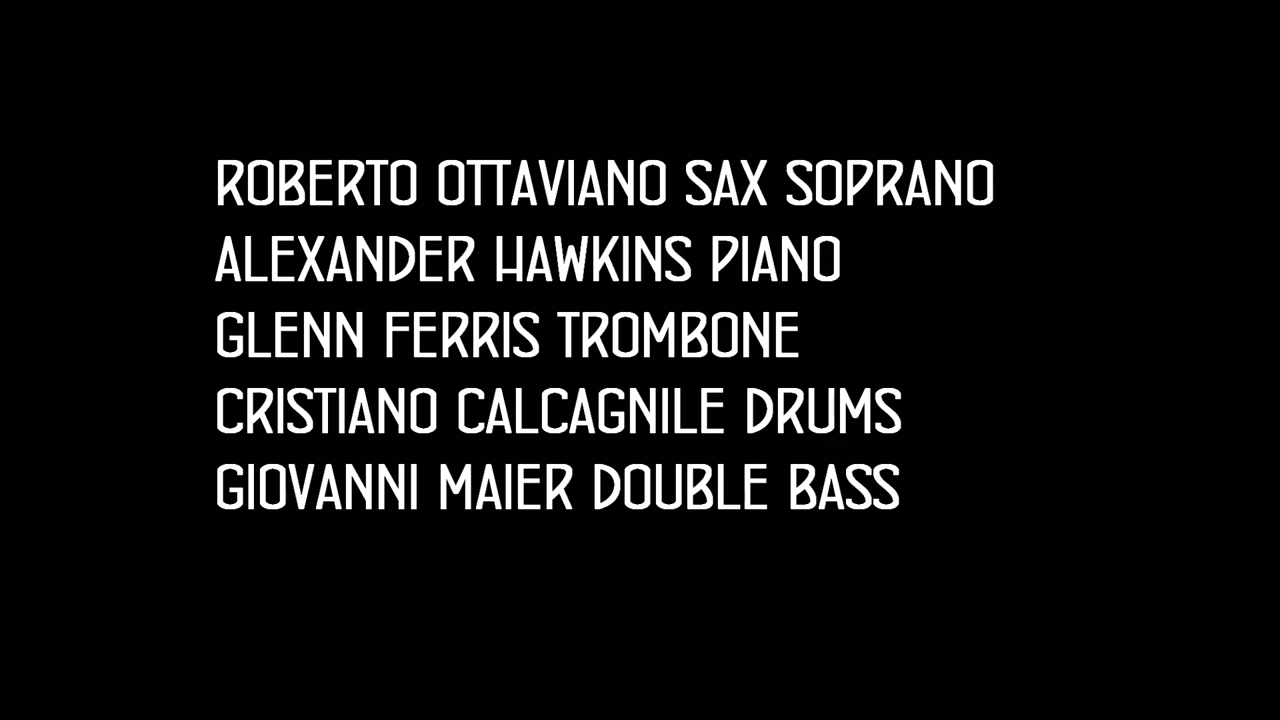 ROBERTO OTTAVIANO SAX SOPRANO
ALEXANDER HAWKINS PIANO
GLENN FERRIS TROMBONE
CRISTIANO CALCAGNILE DRUMS
GIOVANNI MAIER DOUBLE BASS